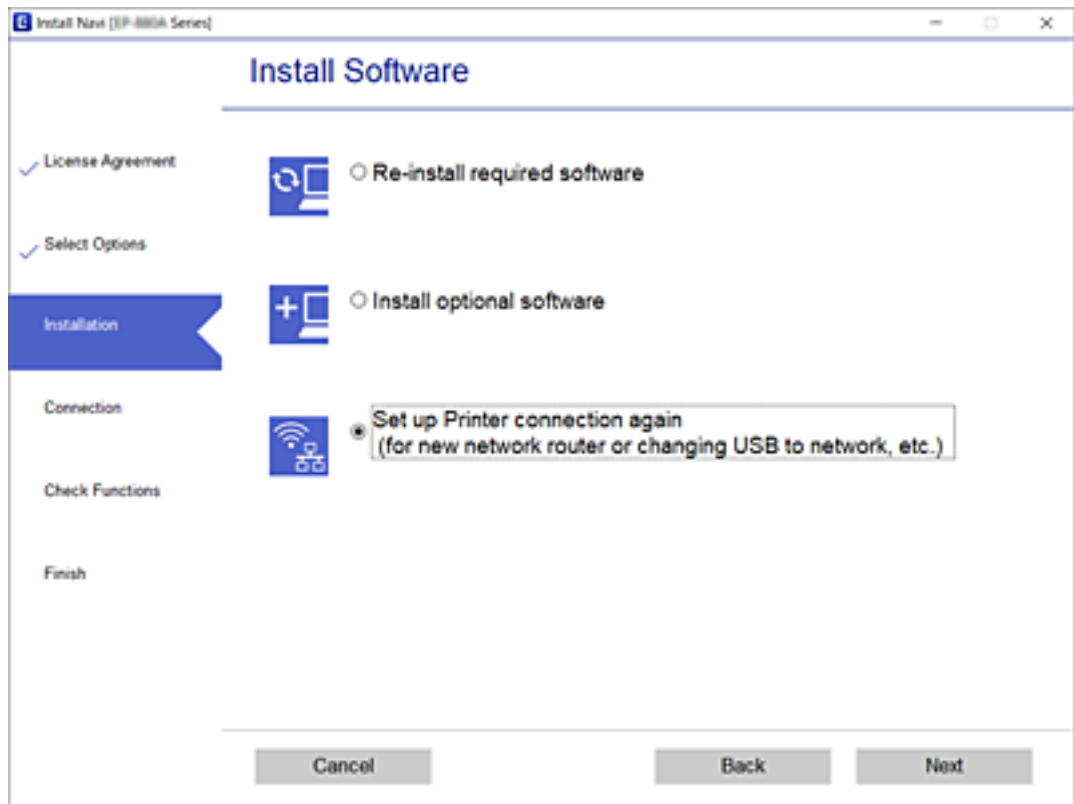 Install Navi [EP-880A Series]
Install Software
License Agreement
Select Options
Installation
Connection
Check Functions
Finish
Re-install required software
Install optional software
Set up Printer connection again
(for new network router or changing USB to network, etc.)
Cancel
Back
Next